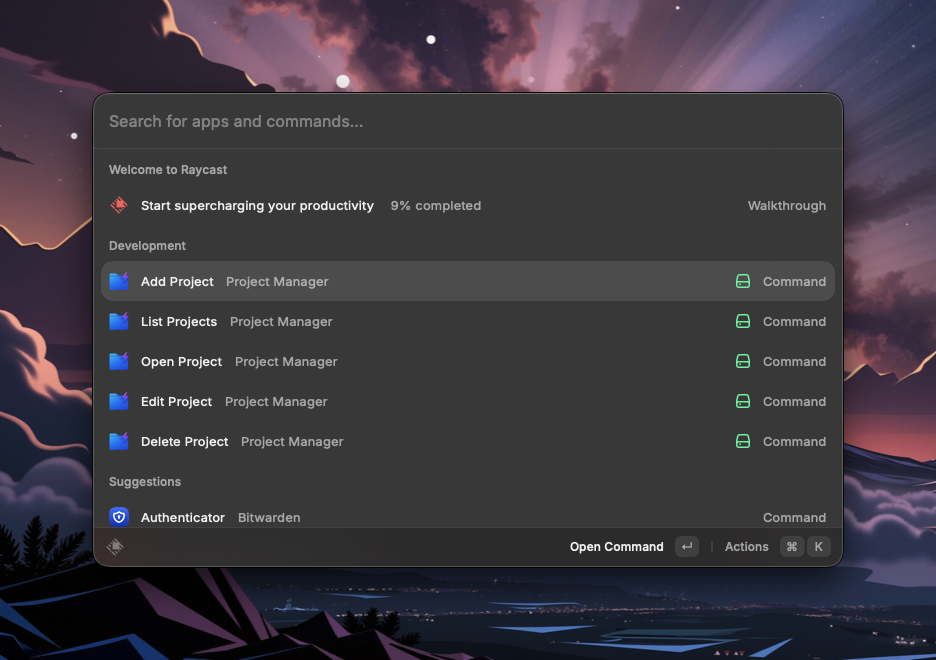 Search for apps and commands...
Welcome to Raycast
Start supercharging your productivity 9% completed Walkthrough
Development
Add Project Project Manager Command
List Projects Project Manager Command
Open Project Project Manager Command
Edit Project Project Manager Command
Delete Project Project Manager Command
Suggestions
Authenticator Bitwarden Command
Open Command ↵ | Actions ⌘ K